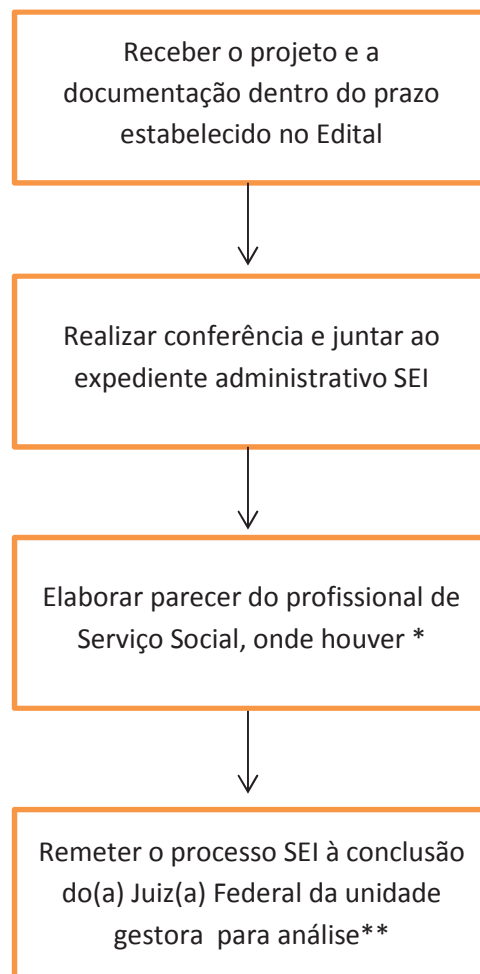 Receber o projeto e a
documentação dentro do prazo
estabelecido no Edital
Realizar conferência e juntar ao
expediente administrativo SEI
Elaborar parecer do profissional de
Serviço Social, onde houver *
Remeter o processo SEI à conclusão
do(a) Juiz(a) Federal da unidade
gestora para análise**